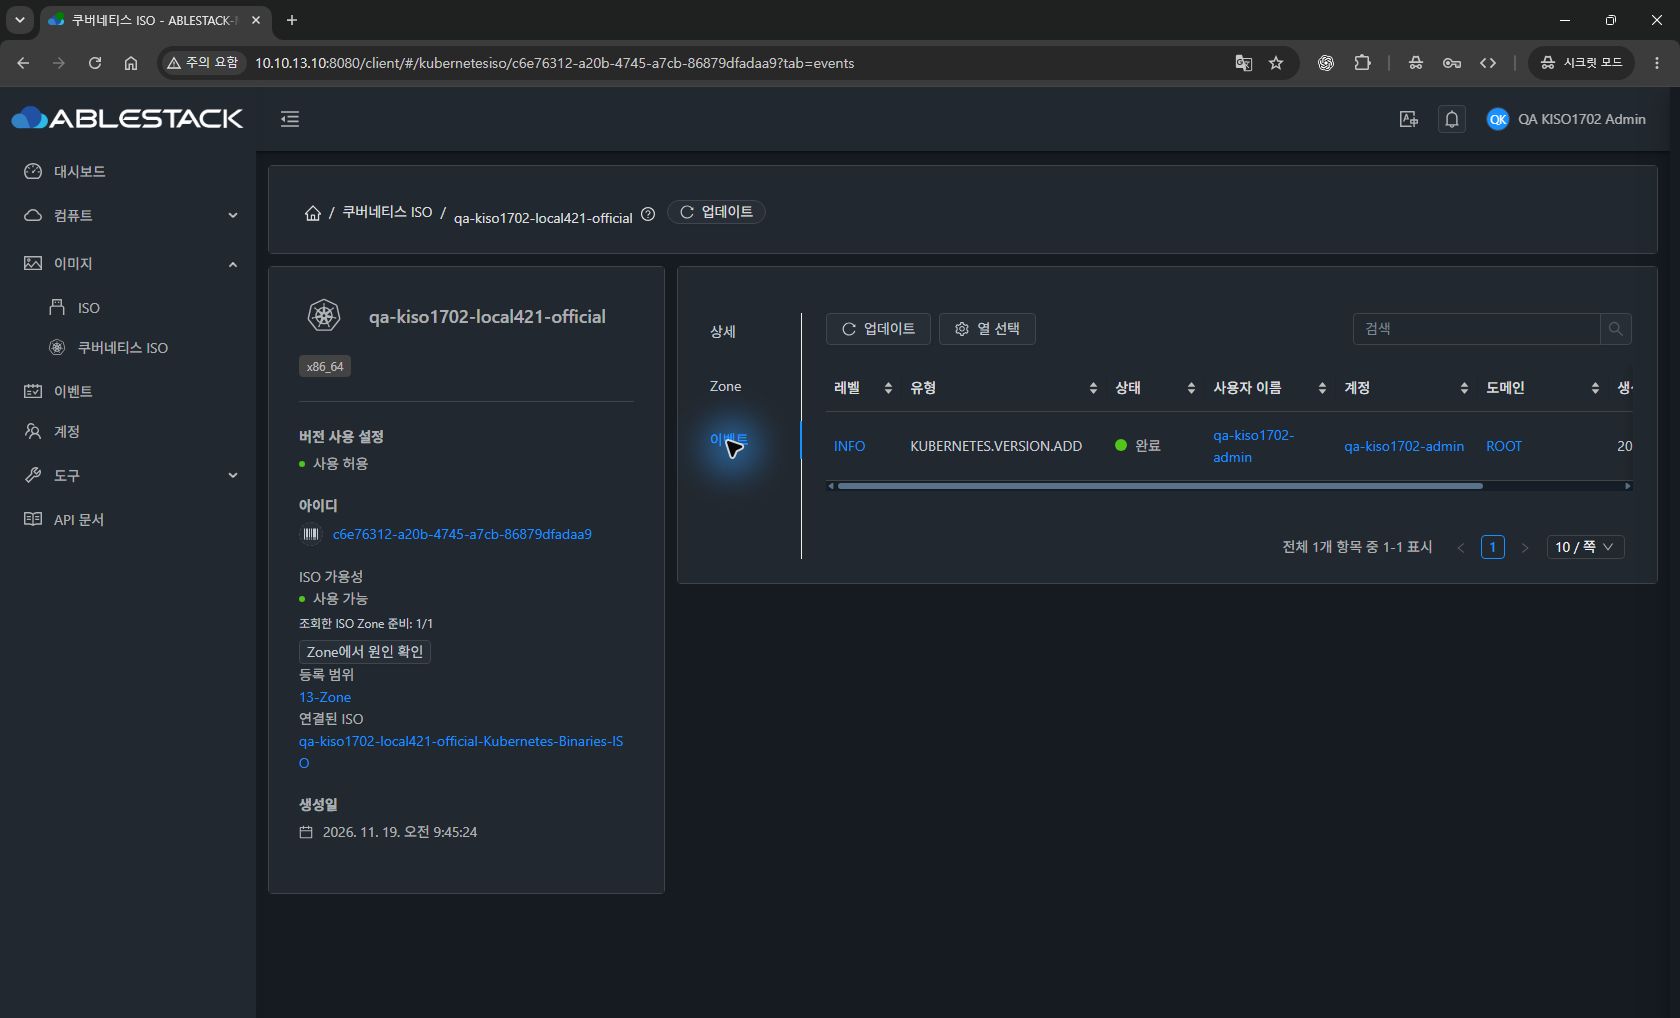 쿠버네티스 ISO - ABLESTACK-
주의 요함
10.10.13.10:8080/client/#/kubernetesiso/c6e76312-a20b-4745-a7cb-86879dfadaa9?tab=events
시크릿 모드
ABLESTACK
QK
QA KISO1702 Admin
대시보드
컴퓨트
이미지
ISO
쿠버네티스 ISO
이벤트
계정
도구
API 문서
/ 쿠버네티스 ISO / qa-kiso1702-local421-official
업데이트
qa-kiso1702-local421-official
x86_64
버전 사용 설정
사용 허용
아이디
c6e76312-a20b-4745-a7cb-86879dfadaa9
ISO 가용성
사용 가능
조회한 ISO Zone 준비: 1/1
Zone에서 원인 확인
등록 범위
13-Zone
연결된 ISO
qa-kiso1702-local421-official-Kubernetes-Binaries-IS
O
생성일
2026. 11. 19. 오전 9:45:24
상세
Zone
이벤트
업데이트
열 선택
검색
레벨 유형 상태 사용자 이름 계정 도메인
INFO KUBERNETES.VERSION.ADD 완료 qa-kiso1702-
admin qa-kiso1702-admin ROOT 20
전체 1개 항목 중 1-1 표시 < 1 > 10 / 쪽